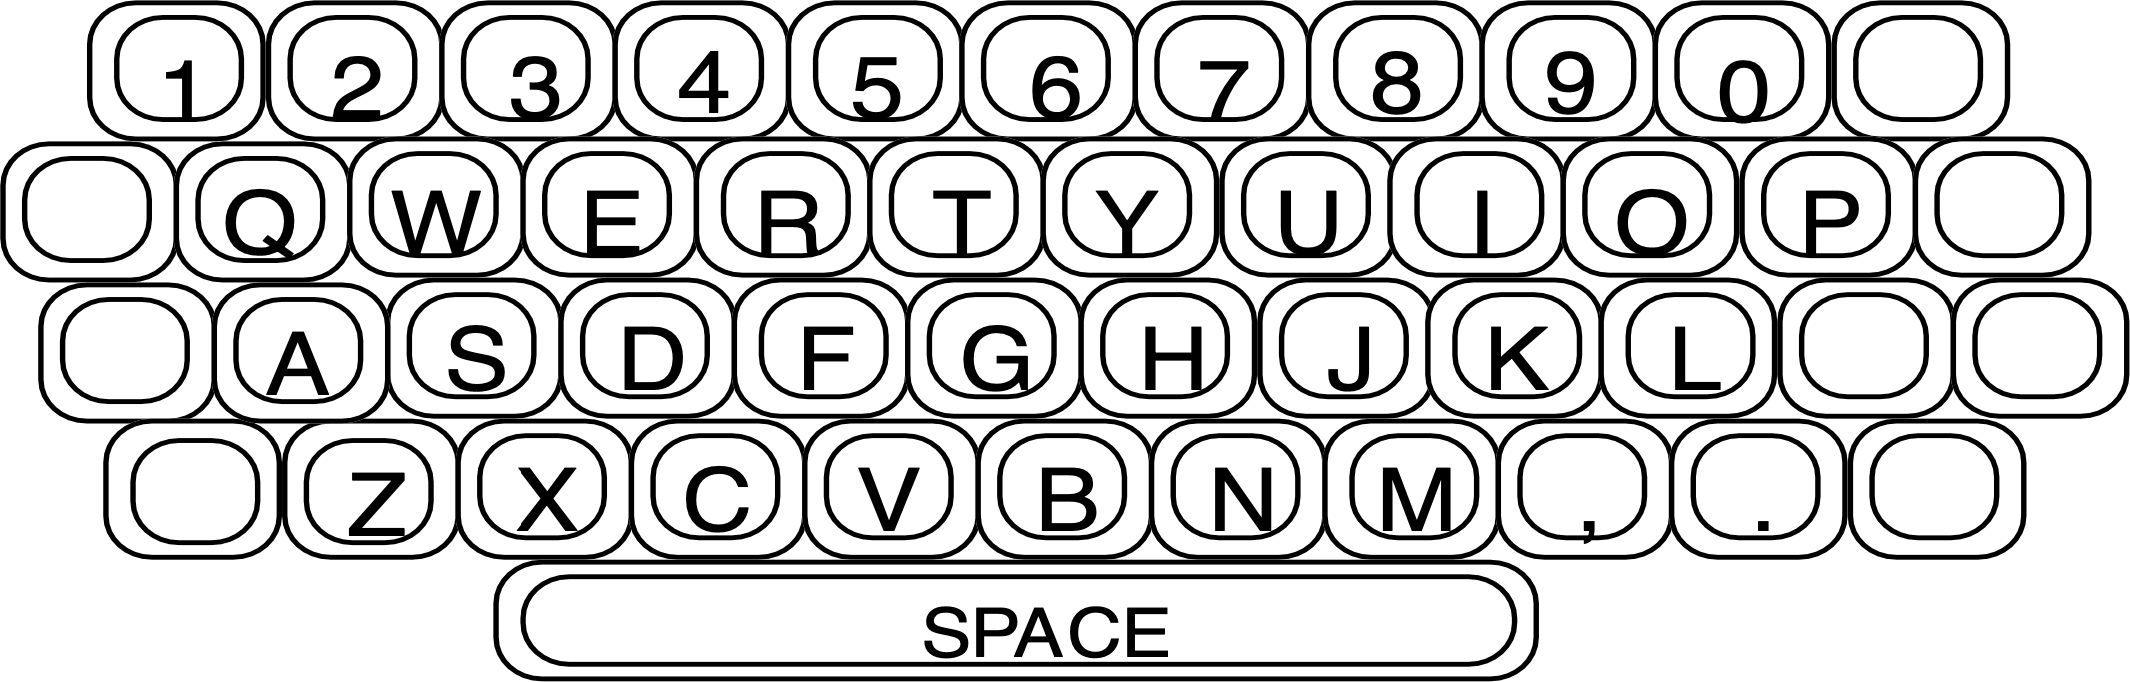 1 2 3 4 5 6 7 8 9 0
Q W E R T Y U I O P
A S D F G H J K L
Z X C V B N M , .
SPACE